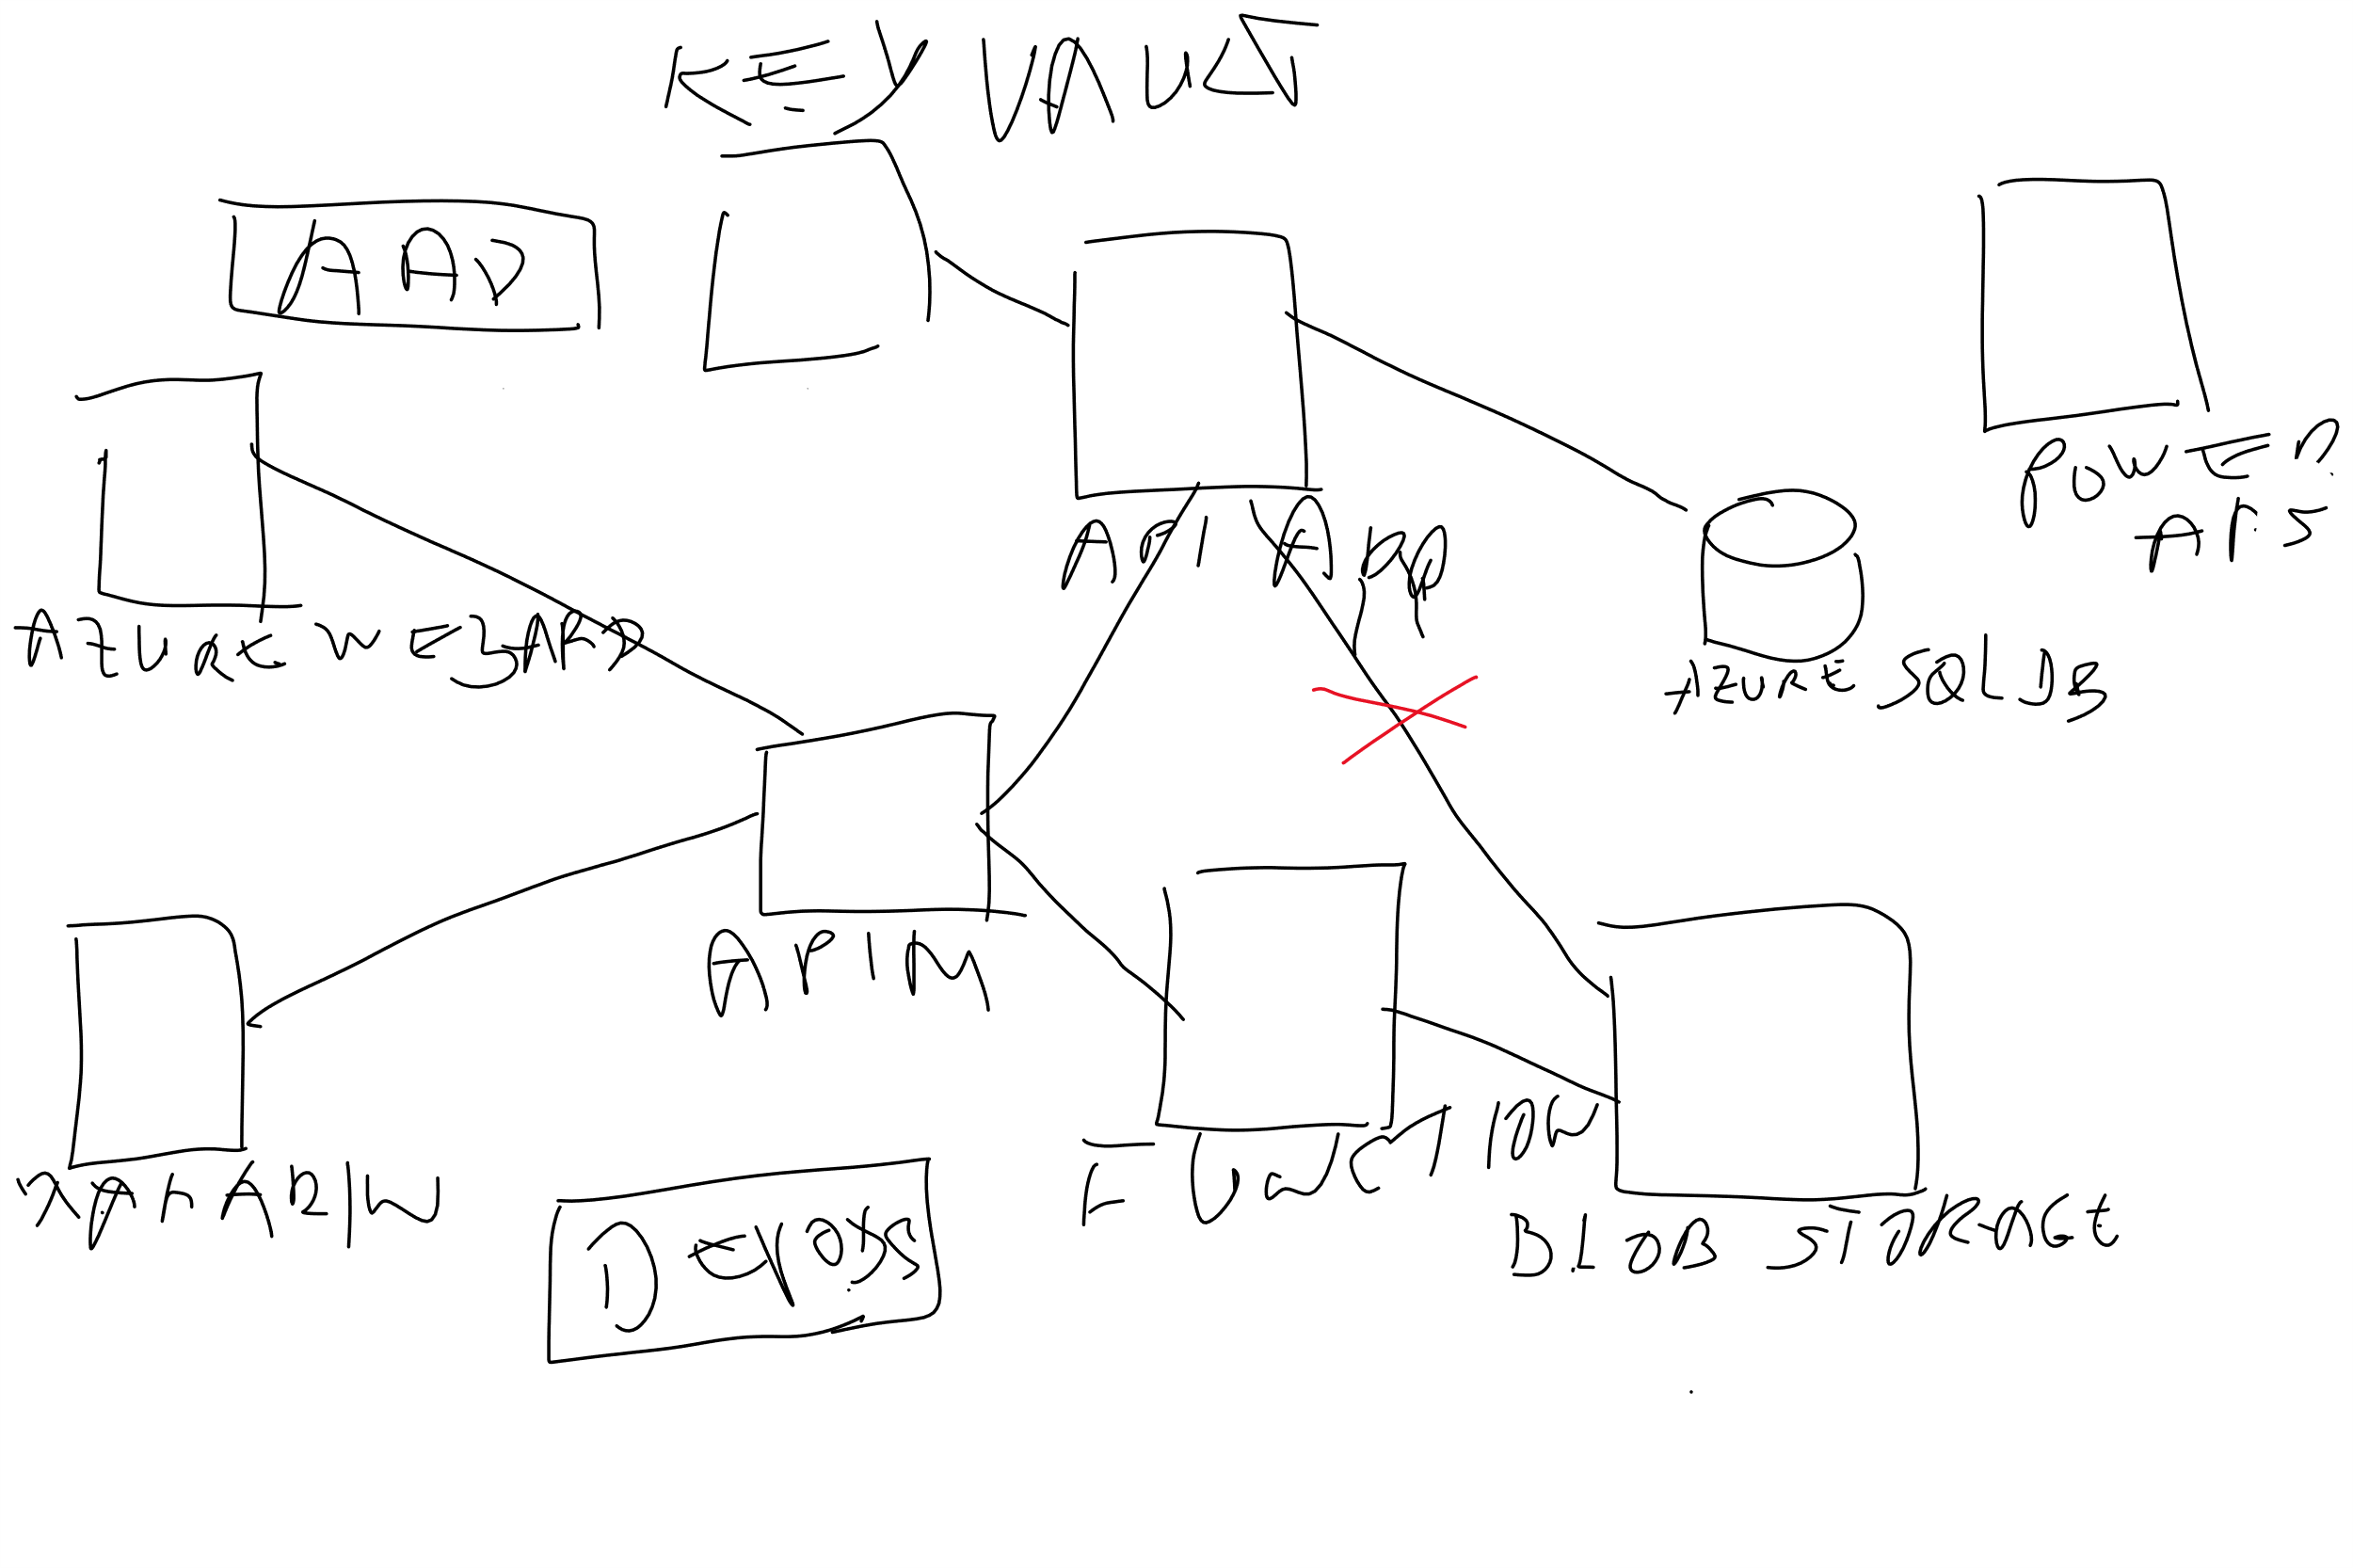 KEY VAULT
AAD
POWER
APPS
API APP
AZURE WEBAPP
AZURE SQL DB
APIM
XAMARIN
FUNCTION
DEVOPS
BLOB STORAGE